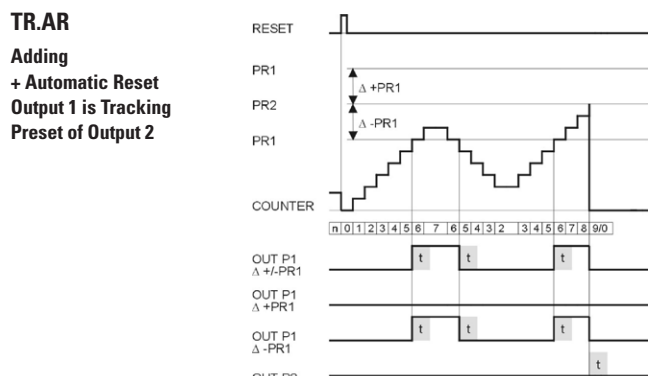 TR.AR
Adding
+ Automatic Reset
Output 1 is Tracking
Preset of Output 2
RESET
PR1
Δ +PR1
PR2
Δ -PR1
PR1
COUNTER
n 0 1 2 3 4 5 6 7 6 5 4 3 2 3 4 5 6 7 8 9/0
OUT P1
Δ +/-PR1
t t t
OUT P1
Δ +PR1
OUT P1
Δ -PR1
t t t
t